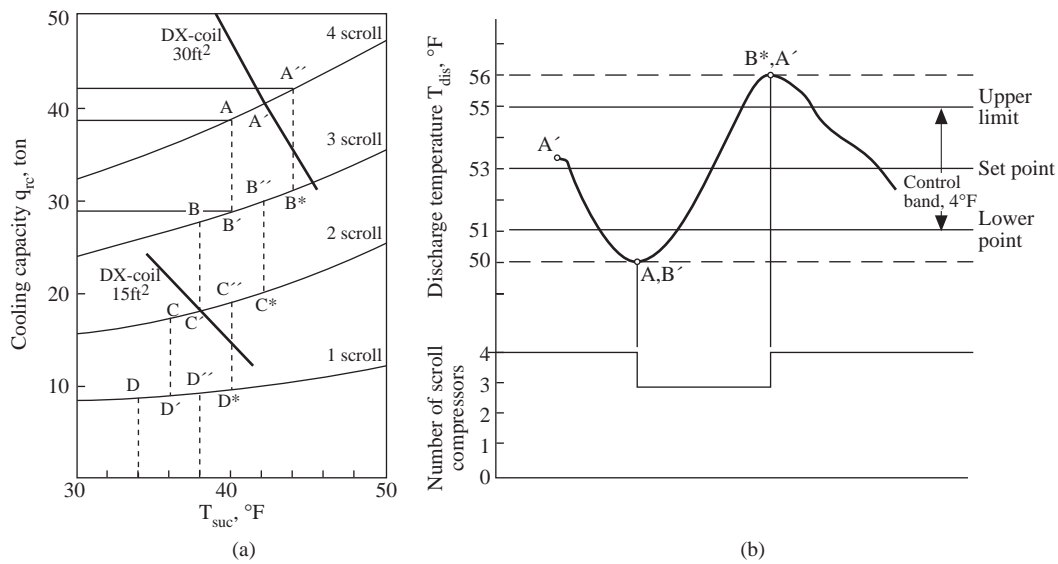 50
40
30
20
10
Cooling capacity q_rc, ton
DX-coil
30ft²
4 scroll
A´´
A
A´
3 scroll
B´´
B
B´
B*
2 scroll
DX-coil
15ft²
C´´
C
C´
C*
1 scroll
D
D´´
D´
D*
30
40
50
T_suc, °F
(a)
Discharge temperature T_dis, °F
B*,A´
56
55
53
51
50
Upper
limit
A´
Set point
Control
band, 4°F
Lower
point
A,B´
Number of scroll
compressors
4
3
2
1
0
(b)